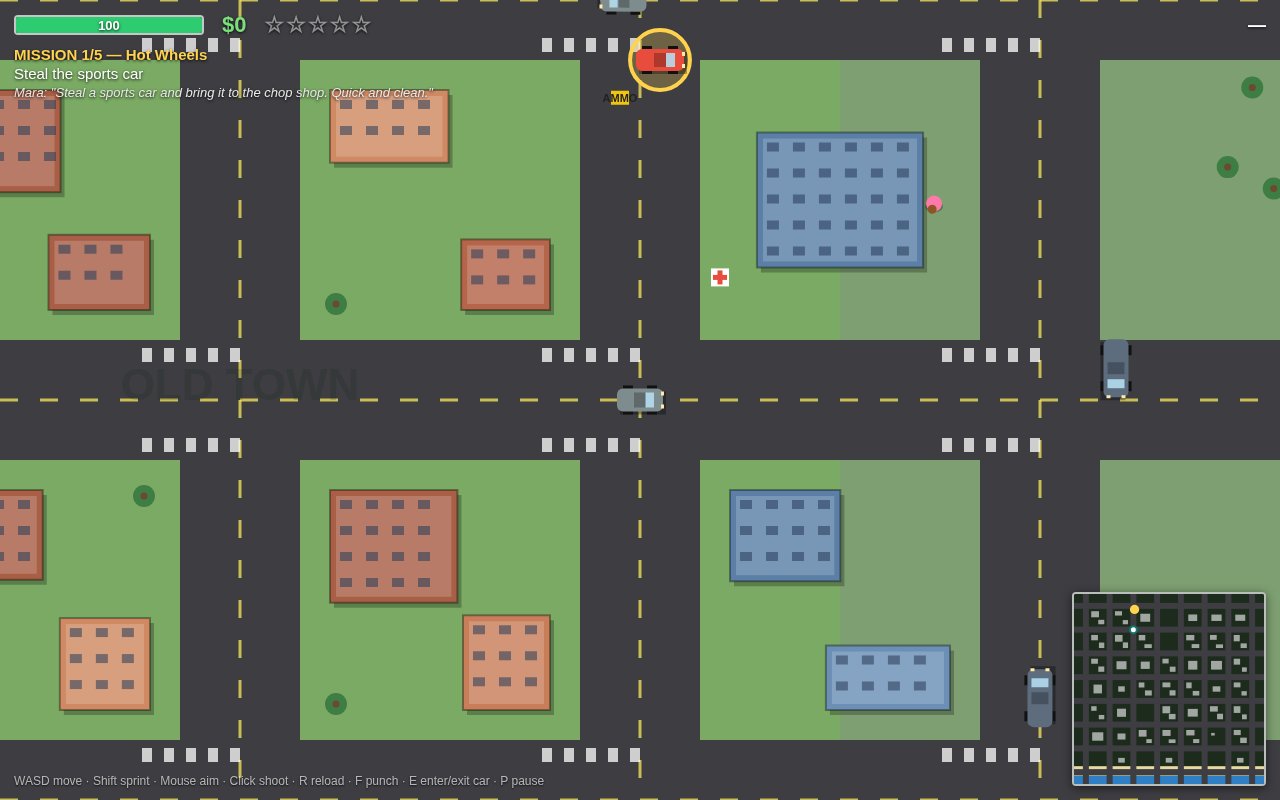 100 $0
MISSION 1/5 — Hot Wheels
Steal the sports car
Mara: "Steal a sports car and bring it to the chop shop. Quick and clean."
AMMO
OLD TOWN
WASD move · Shift sprint · Mouse aim · Click shoot · R reload · F punch · E enter/exit car · P pause